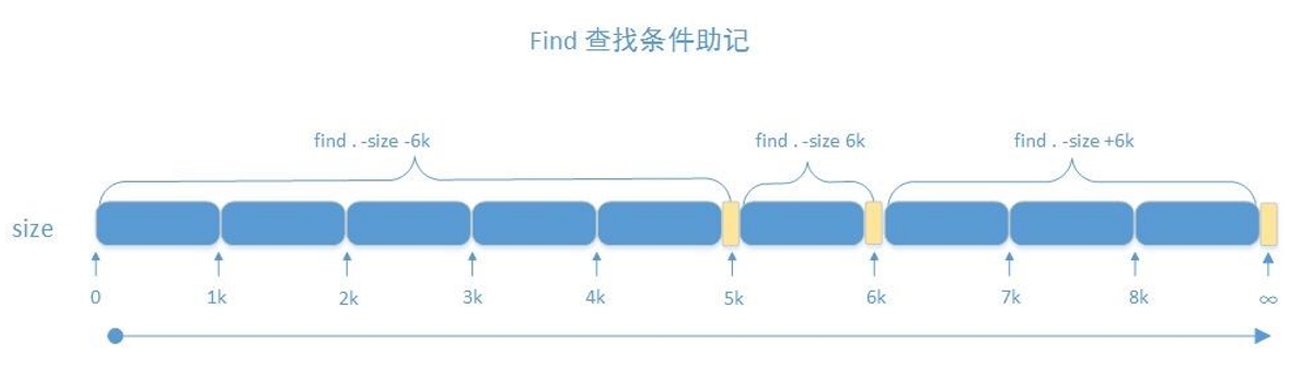 Find 查找条件助记
find . -size -6k
find . -size 6k
find . -size +6k
size
0
1k
2k
3k
4k
5k
6k
7k
8k
∞